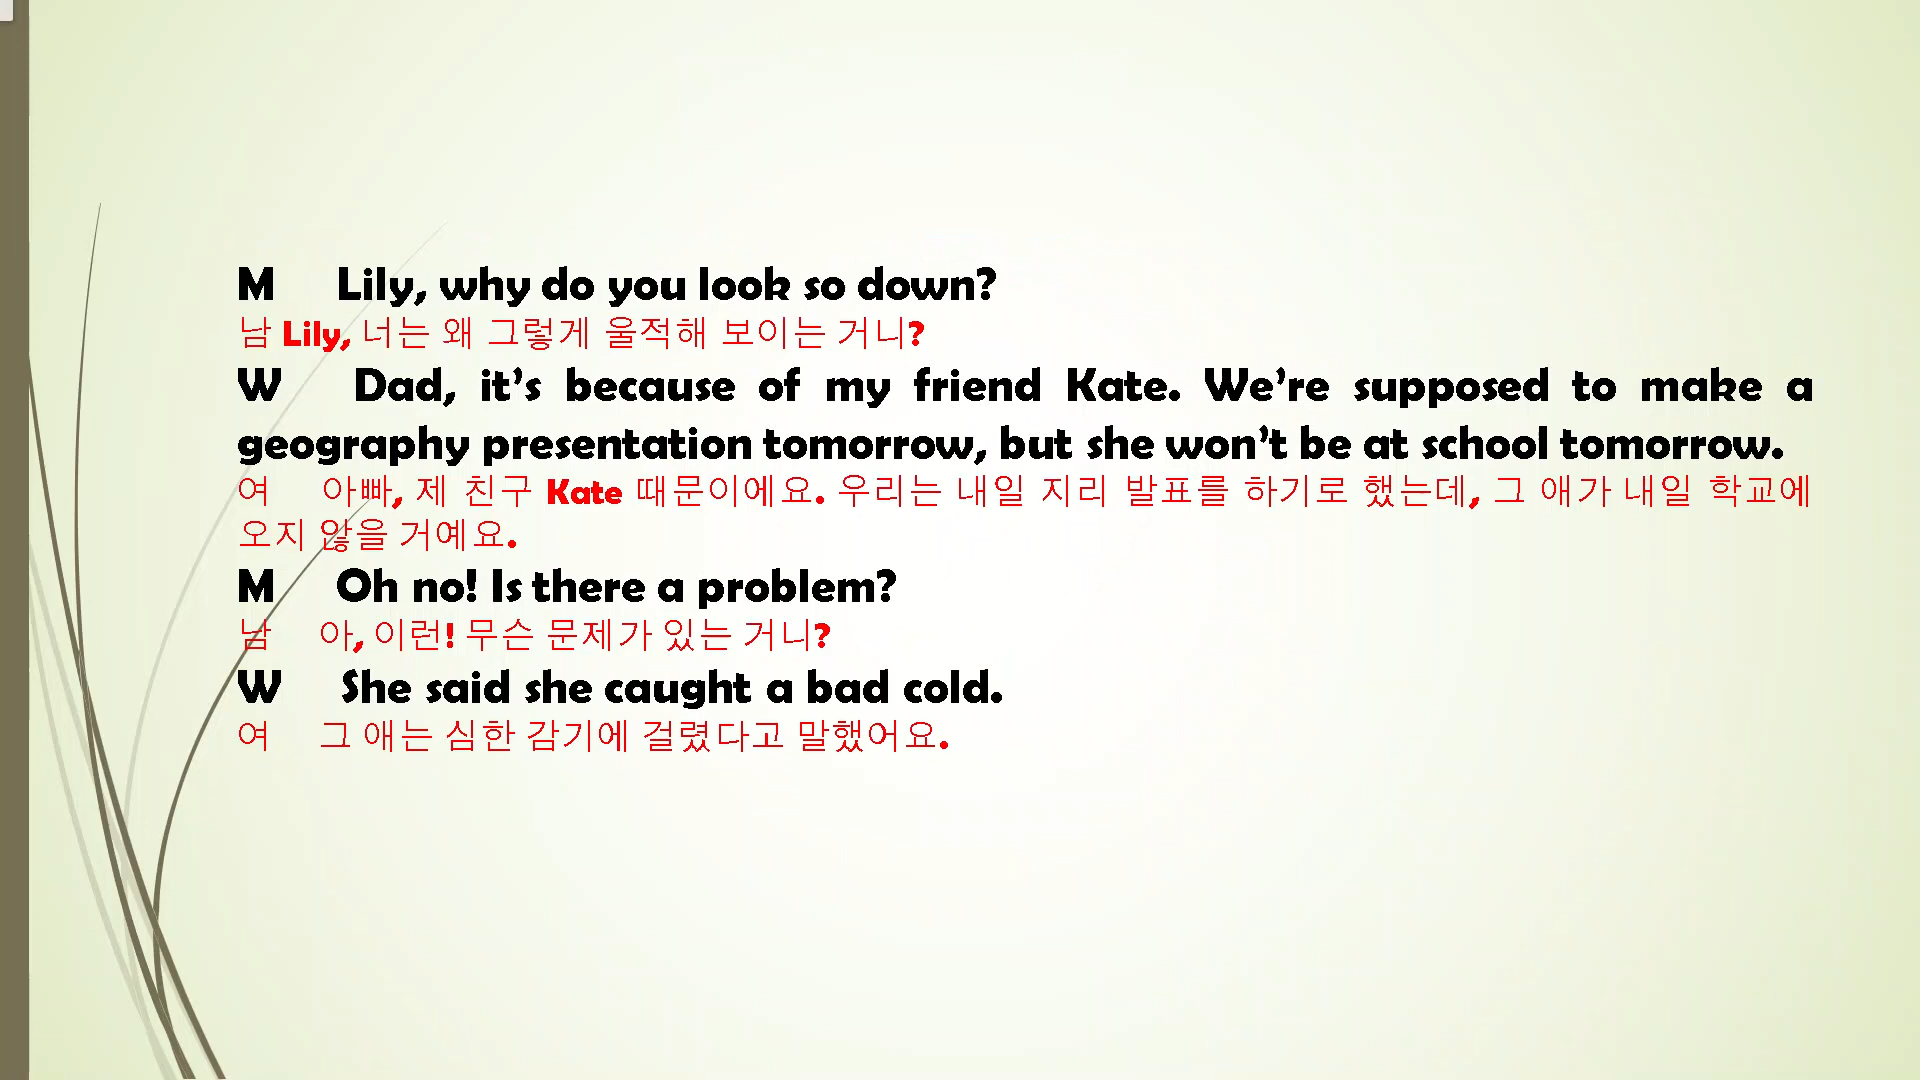 M Lily, why do you look so down?
남 Lily, 너는 왜 그렇게 울적해 보이는 거니?
W Dad, it’s because of my friend Kate. We’re supposed to make a
geography presentation tomorrow, but she won’t be at school tomorrow.
여 아빠, 제 친구 Kate 때문이에요. 우리는 내일 지리 발표를 하기로 했는데, 그 애가 내일 학교에
오지 않을 거예요.
M Oh no! Is there a problem?
남 아, 이런! 무슨 문제가 있는 거니?
W She said she caught a bad cold.
여 그 애는 심한 감기에 걸렸다고 말했어요.